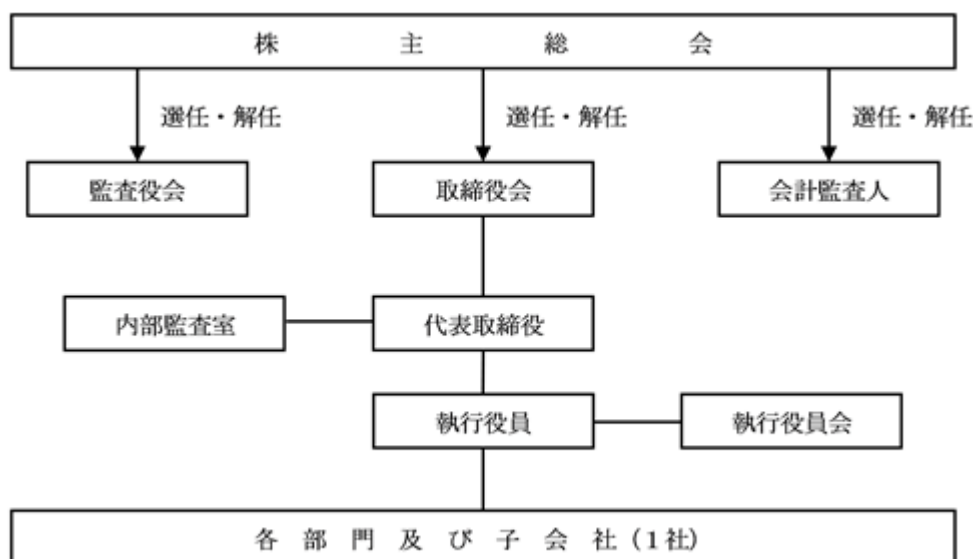 株主総会
選任・解任 選任・解任 選任・解任
監査役会 取締役会 会計監査人
内部監査室 代表取締役
執行役員 執行役員会
各部門及び子会社(1社)